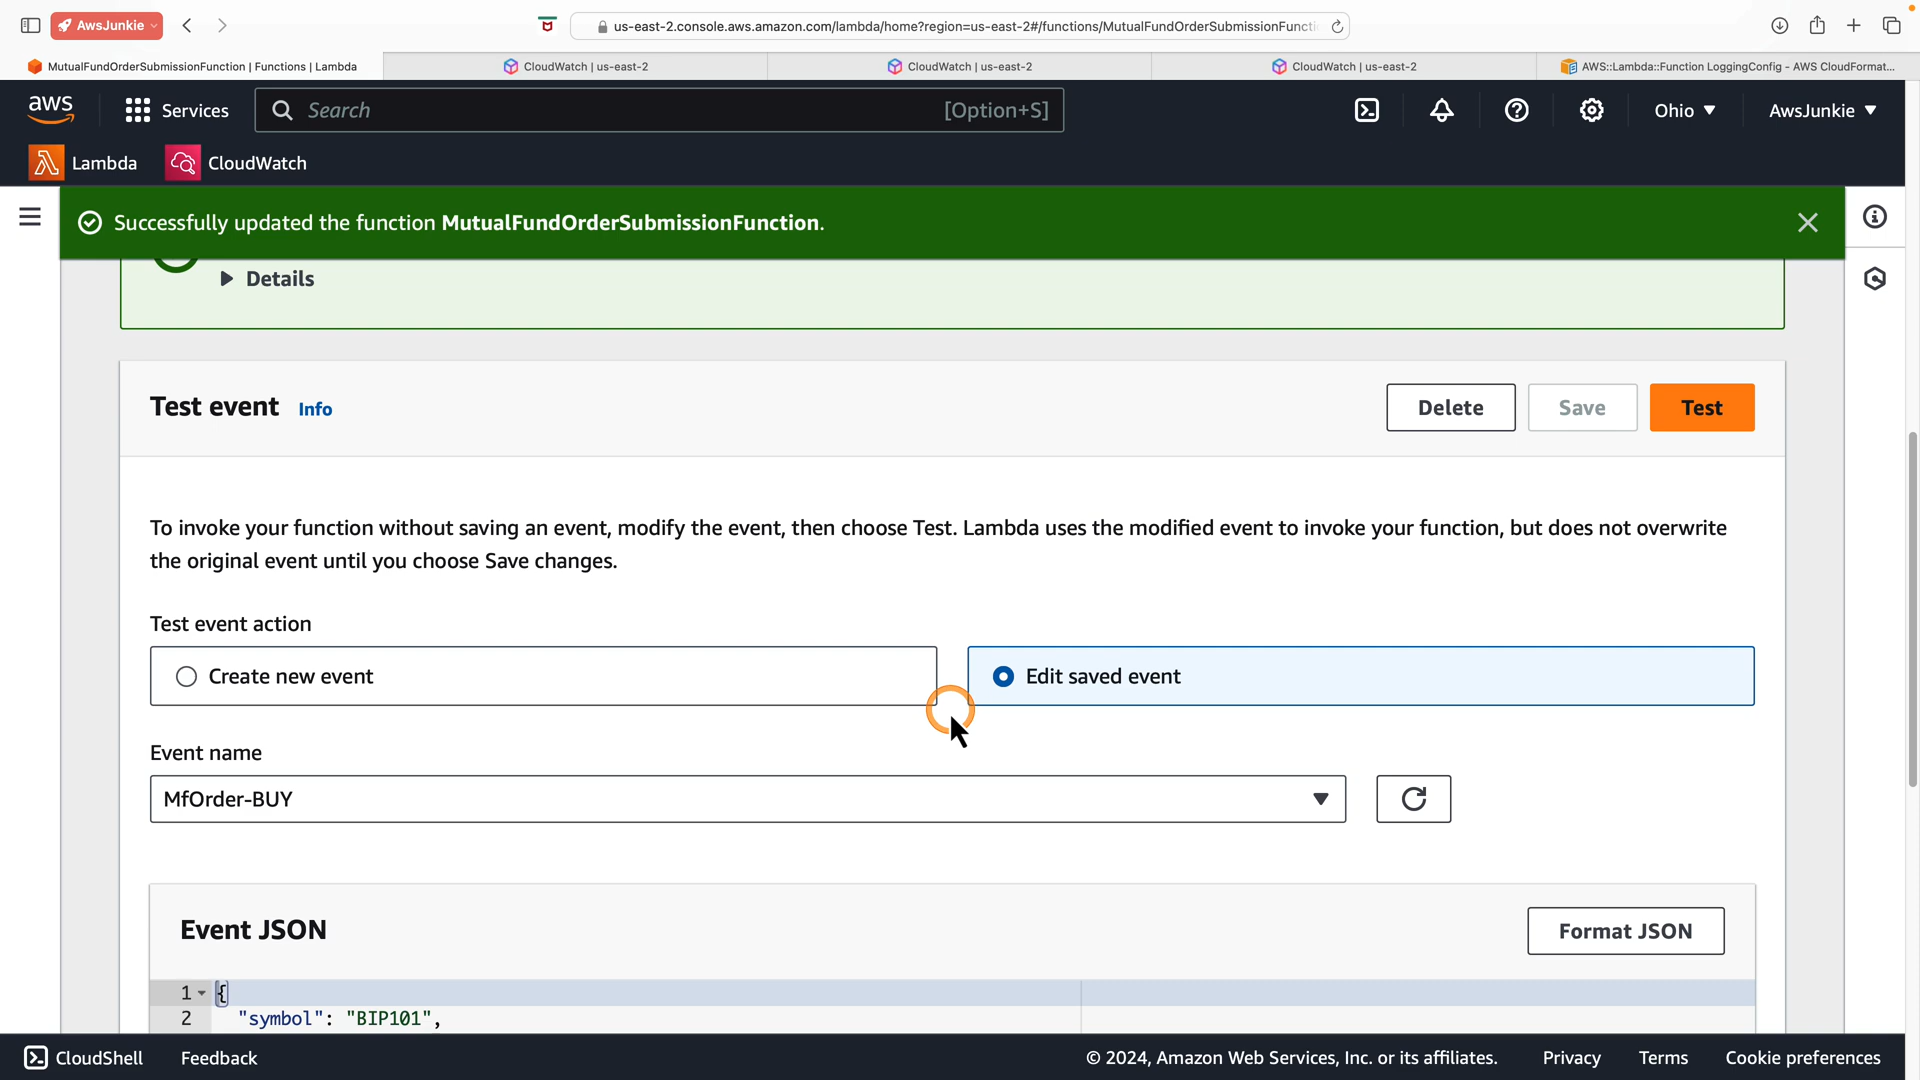 AwsJunkie
us-east-2.console.aws.amazon.com/lambda/home?region=us-east-2#/functions/MutualFundOrderSubmissionFuncti
MutualFundOrderSubmissionFunction | Functions | Lambda
CloudWatch | us-east-2
CloudWatch | us-east-2
CloudWatch | us-east-2
AWS::Lambda::Function LoggingConfig - AWS CloudFormat...
aws
Services
Search
[Option+S]
Ohio
AwsJunkie
Lambda
CloudWatch
Successfully updated the function MutualFundOrderSubmissionFunction.
Details
Test event Info
Delete
Save
Test
To invoke your function without saving an event, modify the event, then choose Test. Lambda uses the modified event to invoke your function, but does not overwrite
the original event until you choose Save changes.
Test event action
Create new event
Edit saved event
Event name
MfOrder-BUY
Event JSON
Format JSON
1 {
2 "symbol": "BIP101",
CloudShell
Feedback
© 2024, Amazon Web Services, Inc. or its affiliates.
Privacy
Terms
Cookie preferences